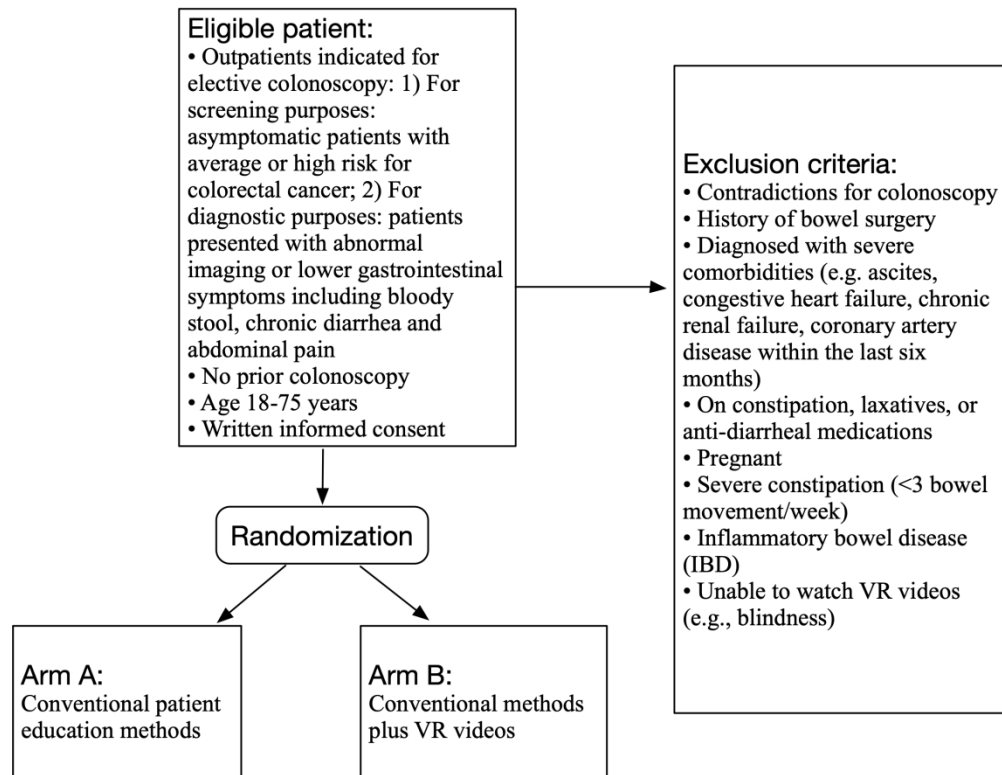 Eligible patient:
• Outpatients indicated for
elective colonoscopy: 1) For
screening purposes:
asymptomatic patients with
average or high risk for
colorectal cancer; 2) For
diagnostic purposes: patients
presented with abnormal
imaging or lower gastrointestinal
symptoms including bloody
stool, chronic diarrhea and
abdominal pain
• No prior colonoscopy
• Age 18-75 years
• Written informed consent
Exclusion criteria:
• Contradictions for colonoscopy
• History of bowel surgery
• Diagnosed with severe
comorbidities (e.g. ascites,
congestive heart failure, chronic
renal failure, coronary artery
disease within the last six
months)
• On constipation, laxatives, or
anti-diarrheal medications
• Pregnant
• Severe constipation (<3 bowel
movement/week)
• Inflammatory bowel disease
(IBD)
• Unable to watch VR videos
(e.g., blindness)
Randomization
Arm A:
Conventional patient
education methods
Arm B:
Conventional methods
plus VR videos